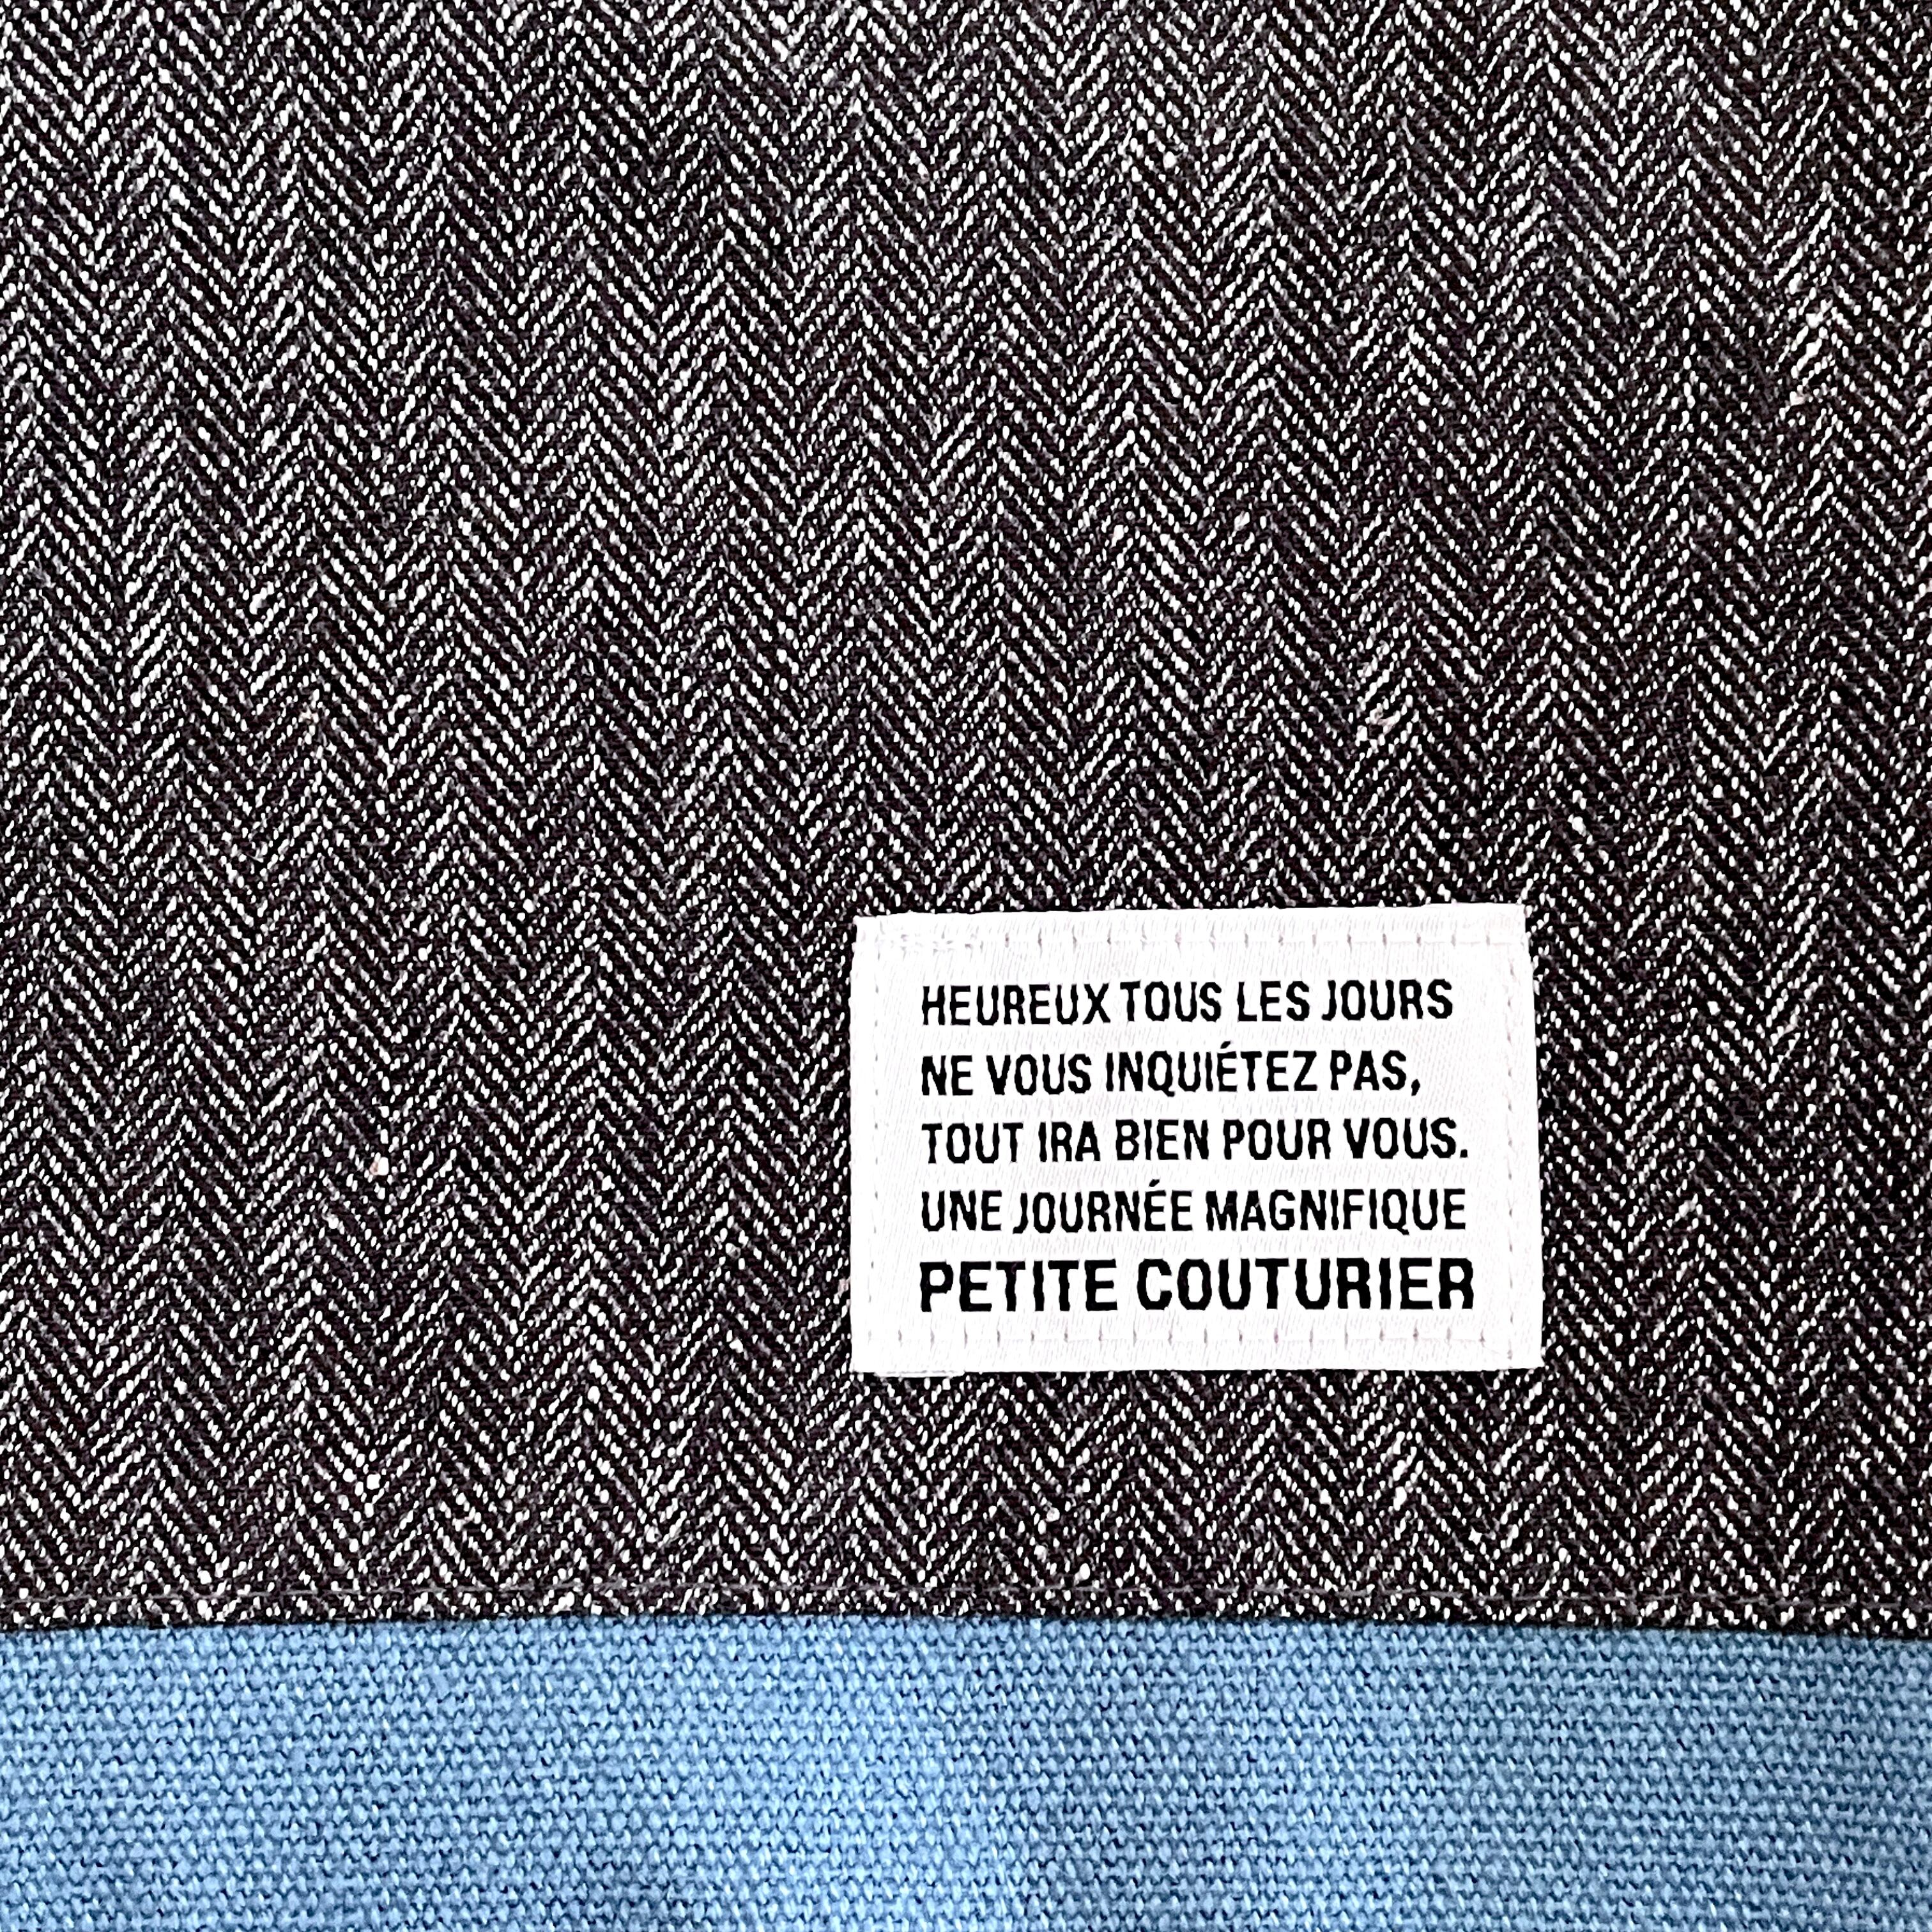 HEUREUX TOUS LES JOURS
NE VOUS INQUIÉTEZ PAS,
TOUT IRA BIEN POUR VOUS.
UNE JOURNÉE MAGNIFIQUE
PETITE COUTURIER